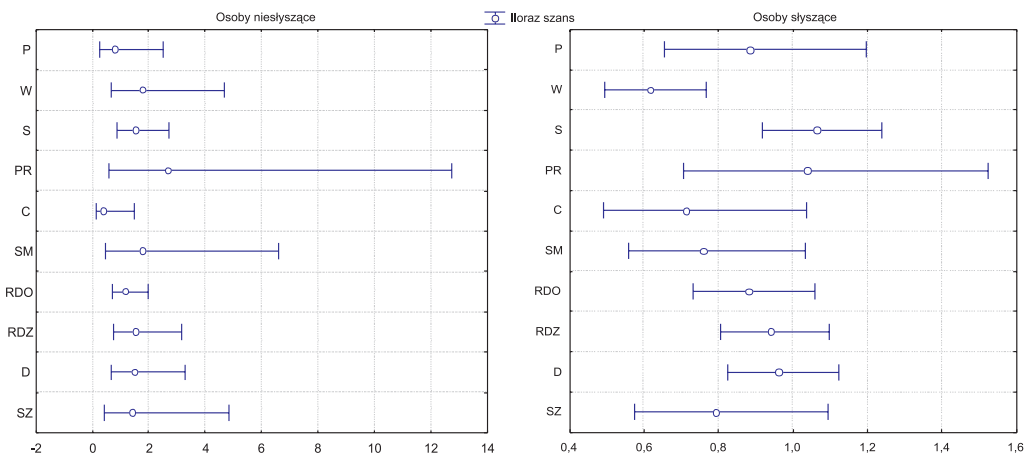 Osoby niesłyszące
Iloraz szans
Osoby słyszące
P
W
S
PR
C
SM
RDO
RDZ
D
SZ
-2 0 2 4 6 8 10 12 14
P
W
S
PR
C
SM
RDO
RDZ
D
SZ
0,4 0,6 0,8 1,0 1,2 1,4 1,6